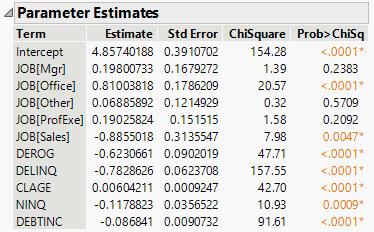 Parameter Estimates
Term Estimate Std Error ChiSquare Prob>ChiSq
Intercept 4.85740188 0.3910702 154.28 <.0001*
JOB[Mgr] 0.19800733 0.1679272 1.39 0.2383
JOB[Office] 0.81003818 0.1786209 20.57 <.0001*
JOB[Other] 0.06885892 0.1214929 0.32 0.5709
JOB[ProfExe] 0.19025824 0.151515 1.58 0.2092
JOB[Sales] -0.8855018 0.3135547 7.98 0.0047*
DEROG -0.6230661 0.0902019 47.71 <.0001*
DELINQ -0.7828626 0.0623708 157.55 <.0001*
CLAGE 0.00604211 0.0009247 42.70 <.0001*
NINQ -0.1178823 0.0356522 10.93 0.0009*
DEBTINC -0.086841 0.0090732 91.61 <.0001*